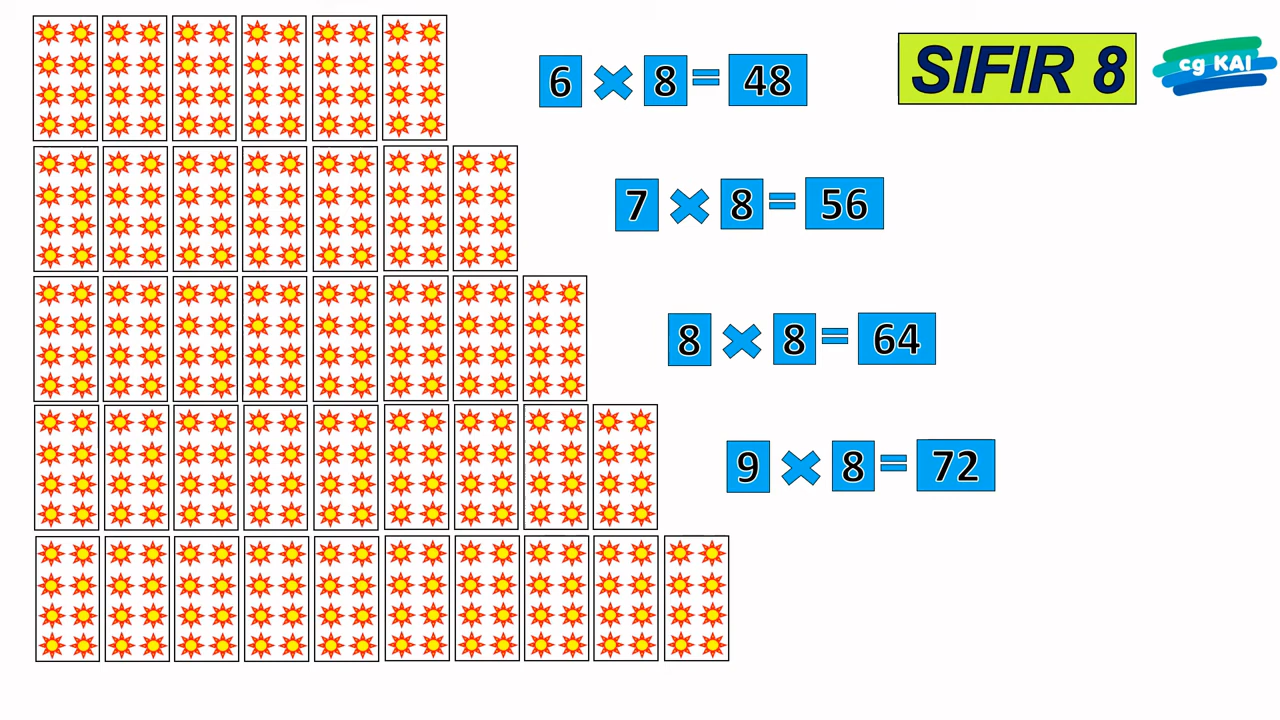 SIFIR 8
cg KAI
6 × 8 = 48
7 × 8 = 56
8 × 8 = 64
9 × 8 = 72